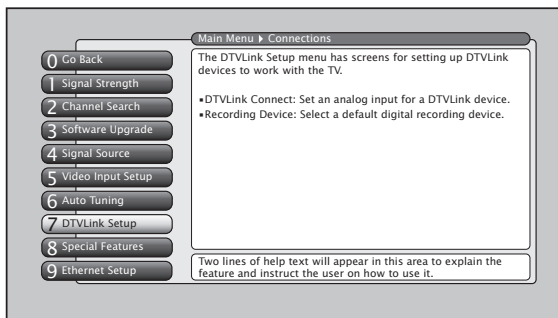 Main Menu ▶ Connections
0 Go Back
1 Signal Strength
2 Channel Search
3 Software Upgrade
4 Signal Source
5 Video Input Setup
6 Auto Tuning
7 DTVLink Setup
8 Special Features
9 Ethernet Setup
The DTVLink Setup menu has screens for setting up DTVLink
devices to work with the TV.
▪DTVLink Connect: Set an analog input for a DTVLink device.
▪Recording Device: Select a default digital recording device.
Two lines of help text will appear in this area to explain the
feature and instruct the user on how to use it.